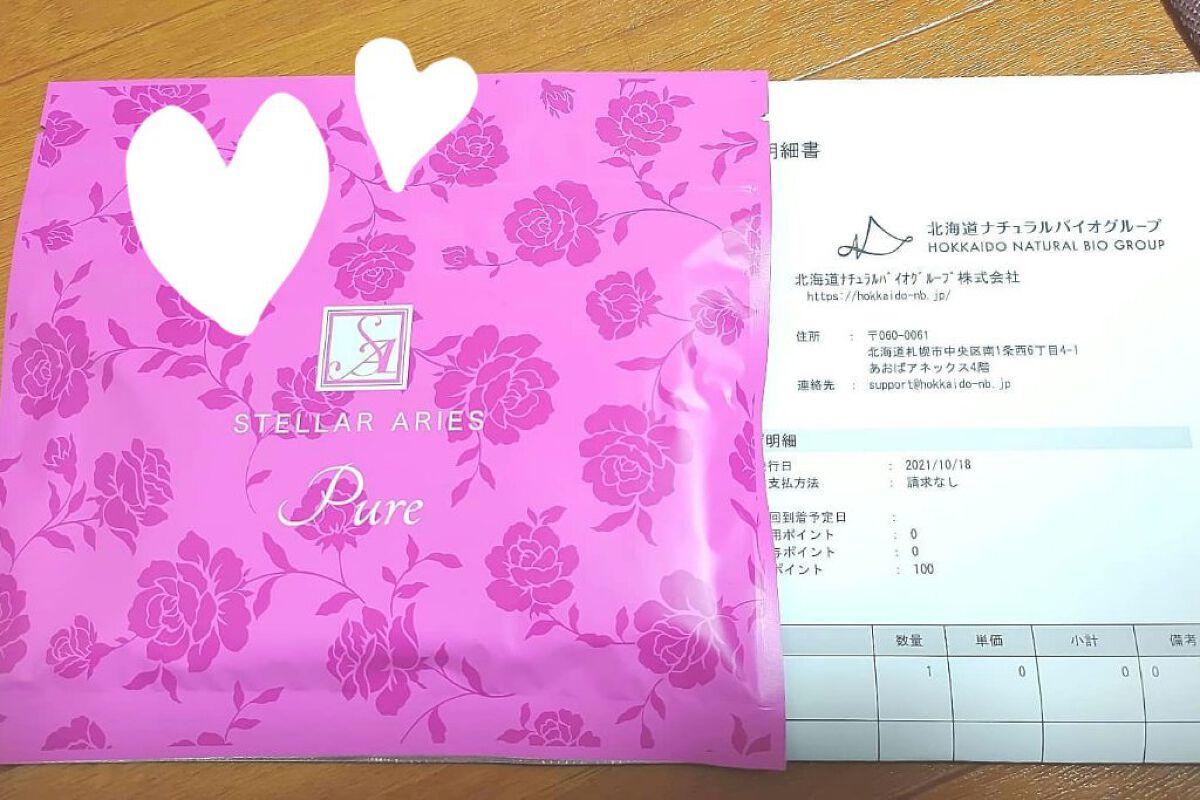 SA
STELLAR ARIES
Pure
明細書
北海道ナチュラルバイオグループ
HOKKAIDO NATURAL BIO GROUP
北海道ﾅﾁｭﾗﾙﾊﾞｲｵｸﾞﾙｰﾌﾟ株式会社
https://hokkaido-nb.jp/
住所 : 〒060-0061
北海道札幌市中央区南1条西6丁目4-1
あおばアネックス4階
連絡先 : support@hokkaido-nb.jp
明細
行日 : 2021/10/18
支払方法 : 請求なし
回到着予定日 :
用ポイント : 0
与ポイント : 0
ポイント : 100
数量 単価 小計 備考
1 0 0 0